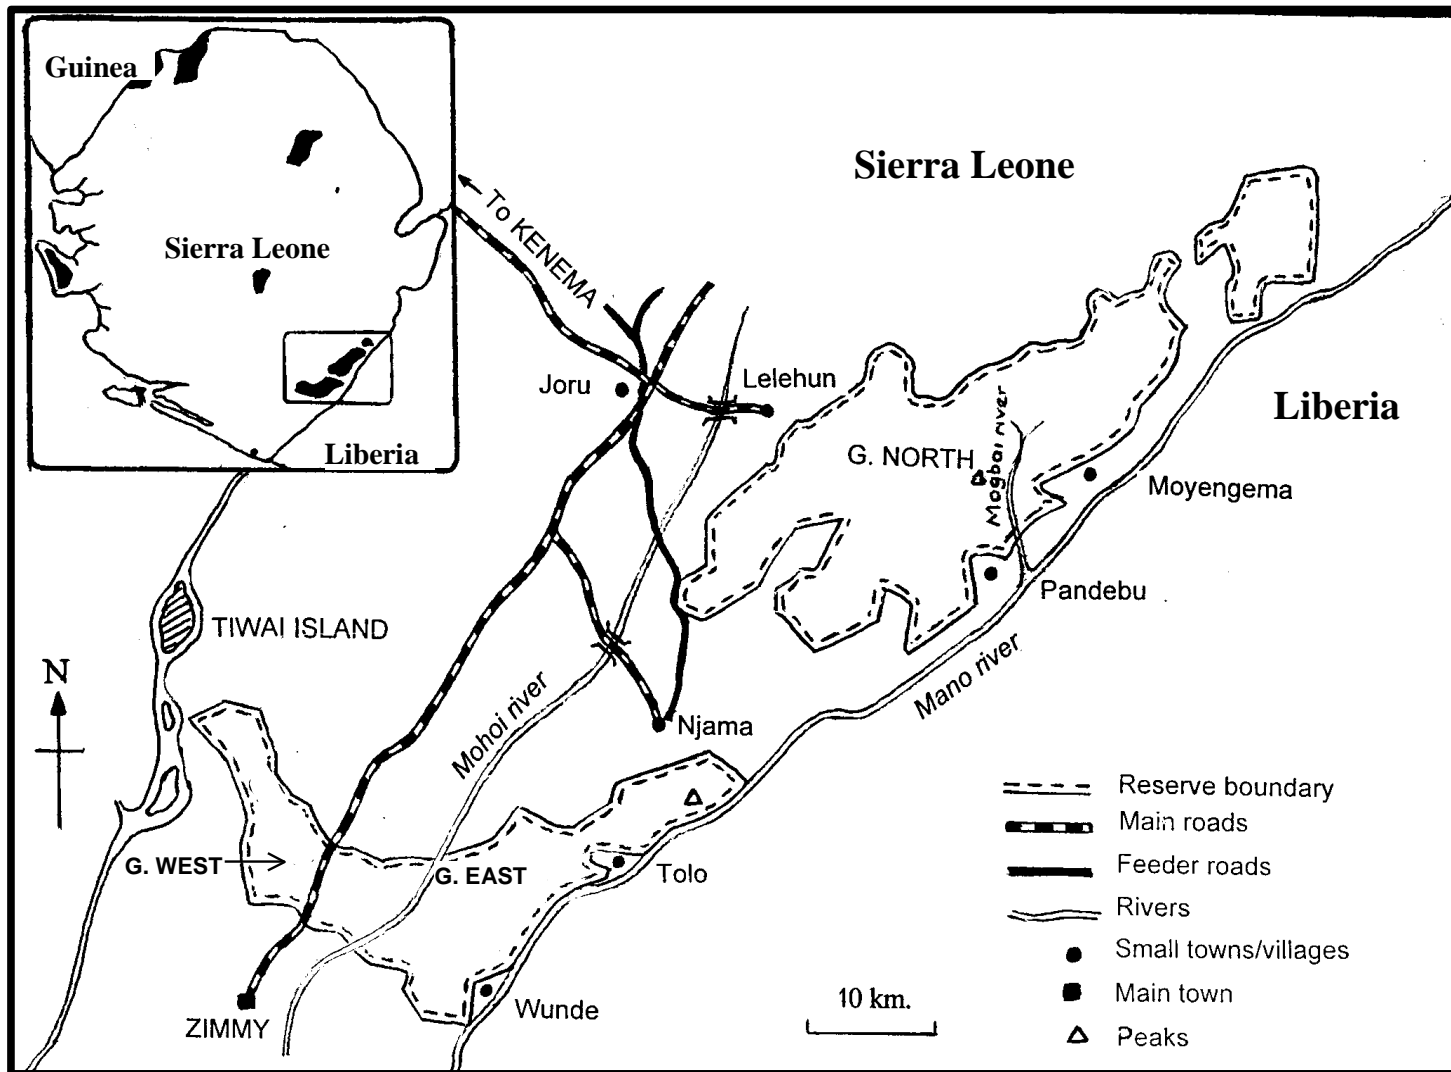 Guinea
Sierra Leone
Liberia
To KENEMA
Sierra Leone
Liberia
Joru
Lelehun
G. NORTH
Mogbai river
Moyengema
Pandebu
TIWAI ISLAND
N
Mohoi river
Njama
Mano river
G. WEST
G. EAST
Tolo
Wunde
ZIMMY
10 km.
Reserve boundary
Main roads
Feeder roads
Rivers
Small towns/villages
Main town
Peaks